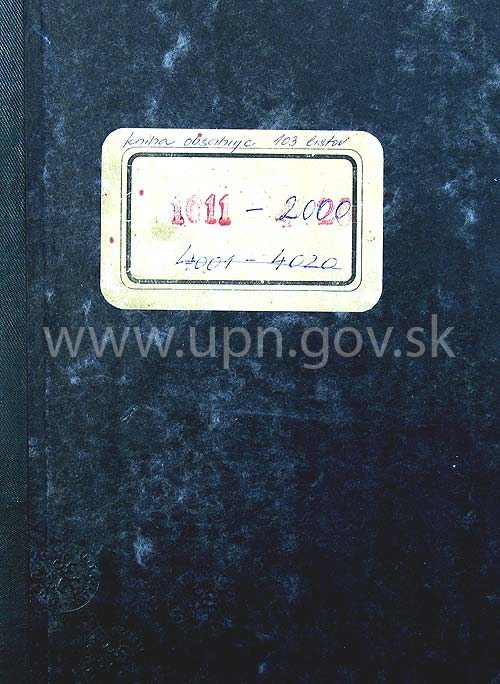 kniha obsahuje 103 listov
1011 - 2000
4001 - 4020
www.upn.gov.sk